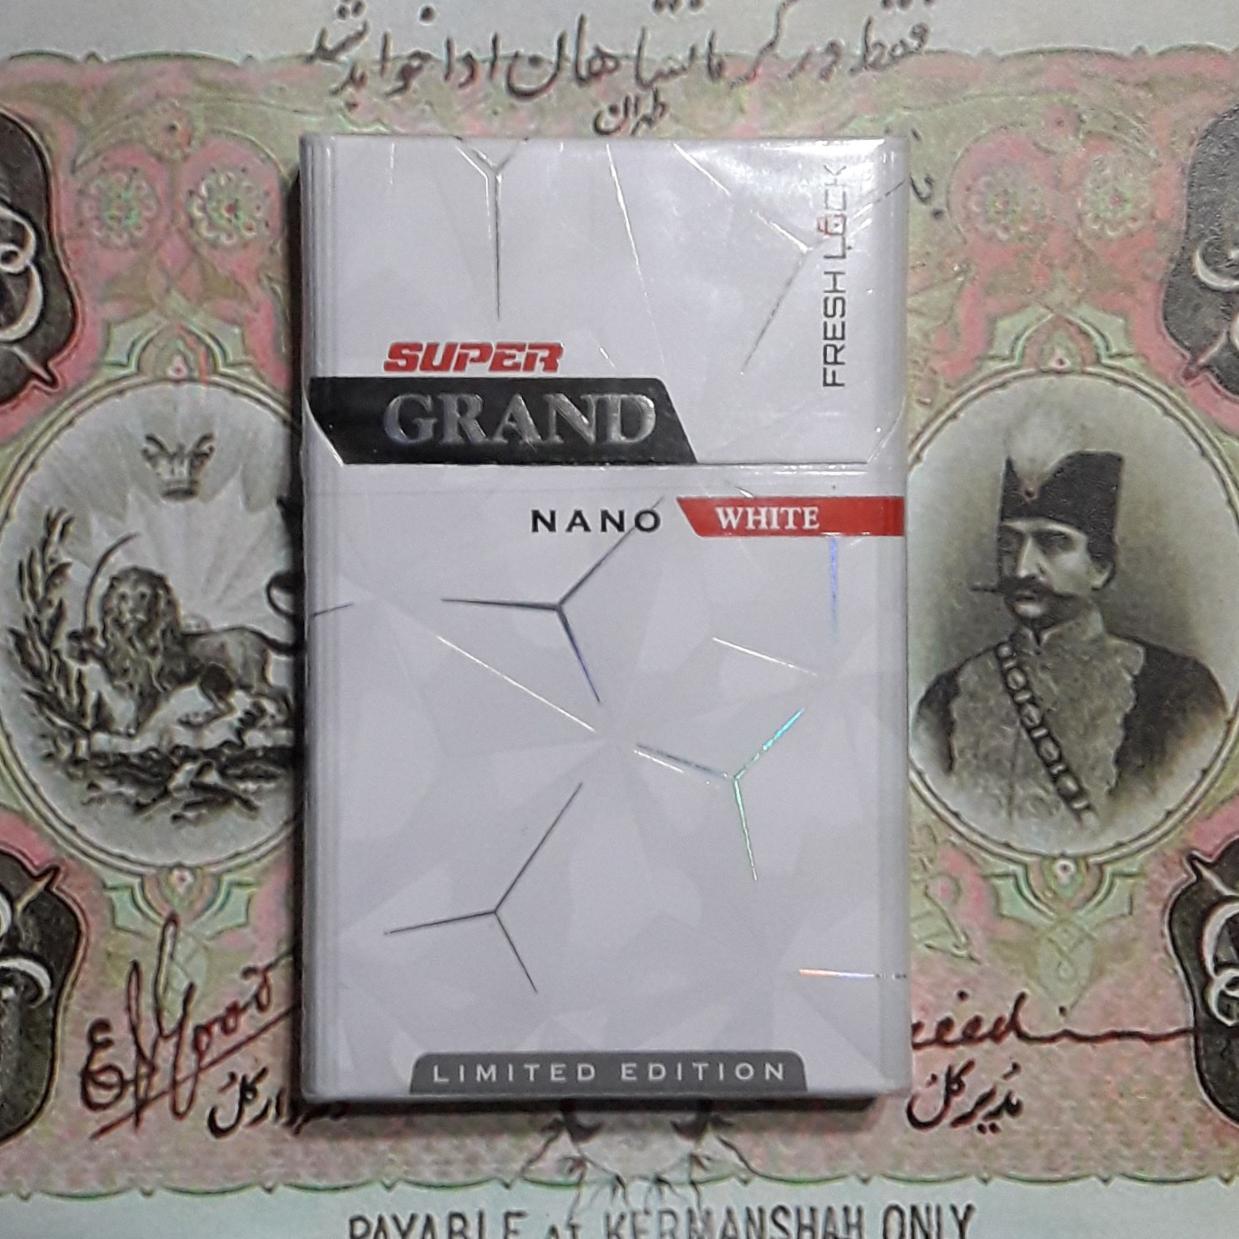 فقط در کرمانشاهان ادا خواهد شد
طهران
FRESH LOCK
SUPER
GRAND
NANO WHITE
LIMITED EDITION
مدیر کل
PAYABLE AT KERMANSHAH ONLY